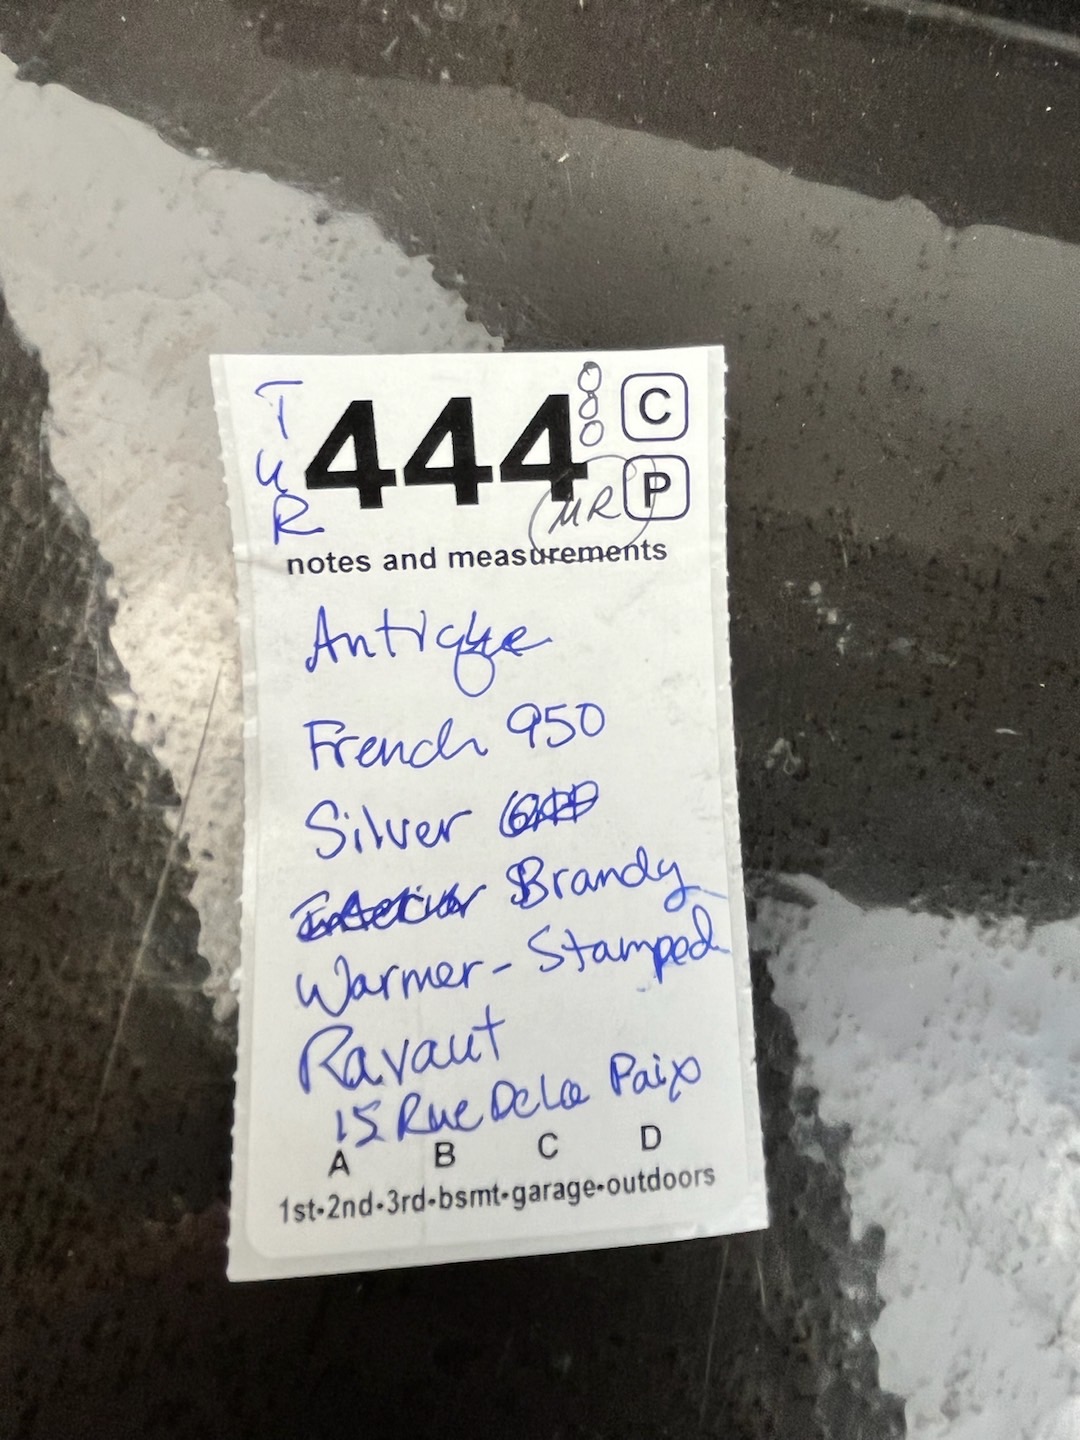 TUR
444
C
P
MR
notes and measurements
Antique
French 950
Silver
Brandy
Warmer - Stamped
Ravaut
15 Rue De La Paix
A B C D
1st•2nd•3rd•bsmt•garage•outdoors